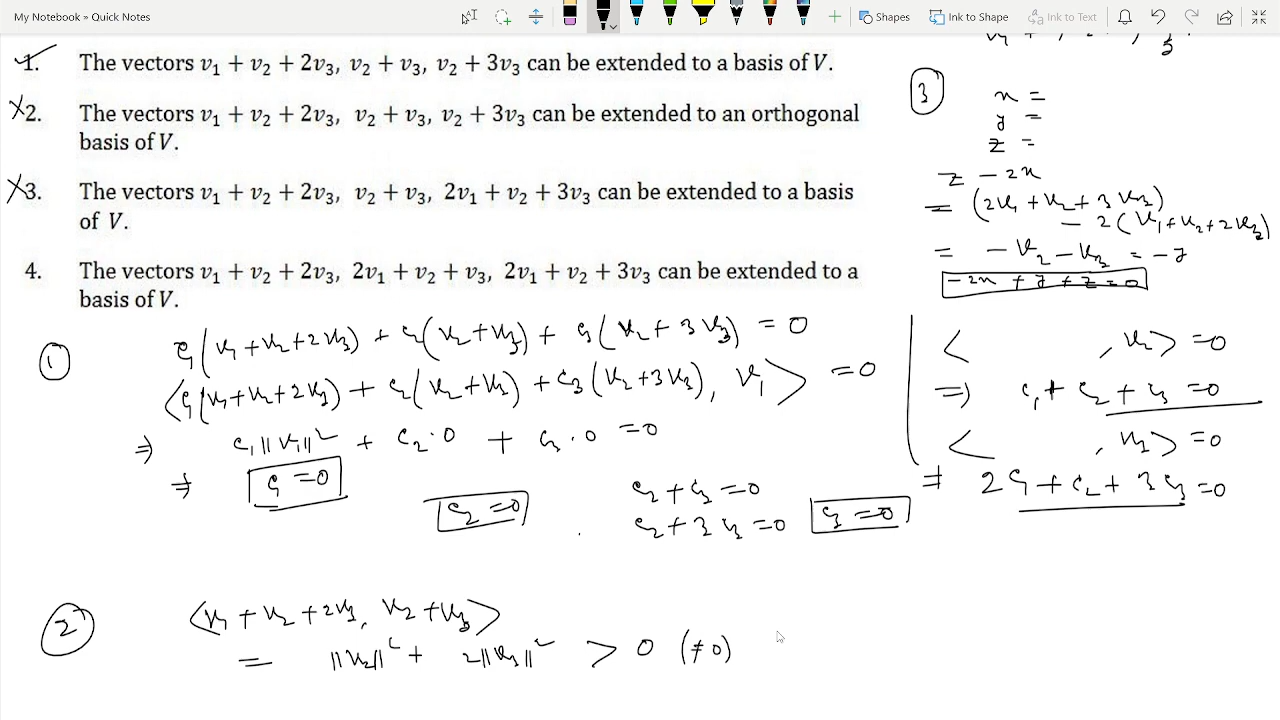 My Notebook » Quick Notes
Shapes
Ink to Shape
Ink to Text
1. The vectors v₁ + v₂ + 2v₃, v₂ + v₃, v₂ + 3v₃ can be extended to a basis of V.
×2. The vectors v₁ + v₂ + 2v₃, v₂ + v₃, v₂ + 3v₃ can be extended to an orthogonal
basis of V.
×3. The vectors v₁ + v₂ + 2v₃, v₂ + v₃, 2v₁ + v₂ + 3v₃ can be extended to a basis
of V.
4. The vectors v₁ + v₂ + 2v₃, 2v₁ + v₂ + v₃, 2v₁ + v₂ + 3v₃ can be extended to a
basis of V.
③
x =
y =
z =
z - 2x
= (2v₁ + v₂ + 3v₃)
- 2(v₁ + v₂ + 2v₃)
= -v₂ - v₃ = -y
-2x + y + z = 0
① c₁(v₁ + v₂ + 2v₃) + c₂(v₂ + v₃) + c₃(v₂ + 3v₃) = 0
⟨c₁(v₁ + v₂ + 2v₃) + c₂(v₂ + v₃) + c₃(v₂ + 3v₃), v₁⟩ = 0
⇒ c₁||v₁||² + c₂·0 + c₃·0 = 0
⇒ c₁ = 0
c₂ = 0
c₂ + c₃ = 0
c₂ + 3c₃ = 0
c₃ = 0
⟨ , v₂⟩ = 0
⇒ c₁ + c₂ + c₃ = 0
⟨ , v₃⟩ = 0
⇒ 2c₁ + c₂ + 3c₃ = 0
② ⟨v₁ + v₂ + 2v₃, v₂ + v₃⟩
= ||v₂||² + 2||v₃||² > 0 (≠0)